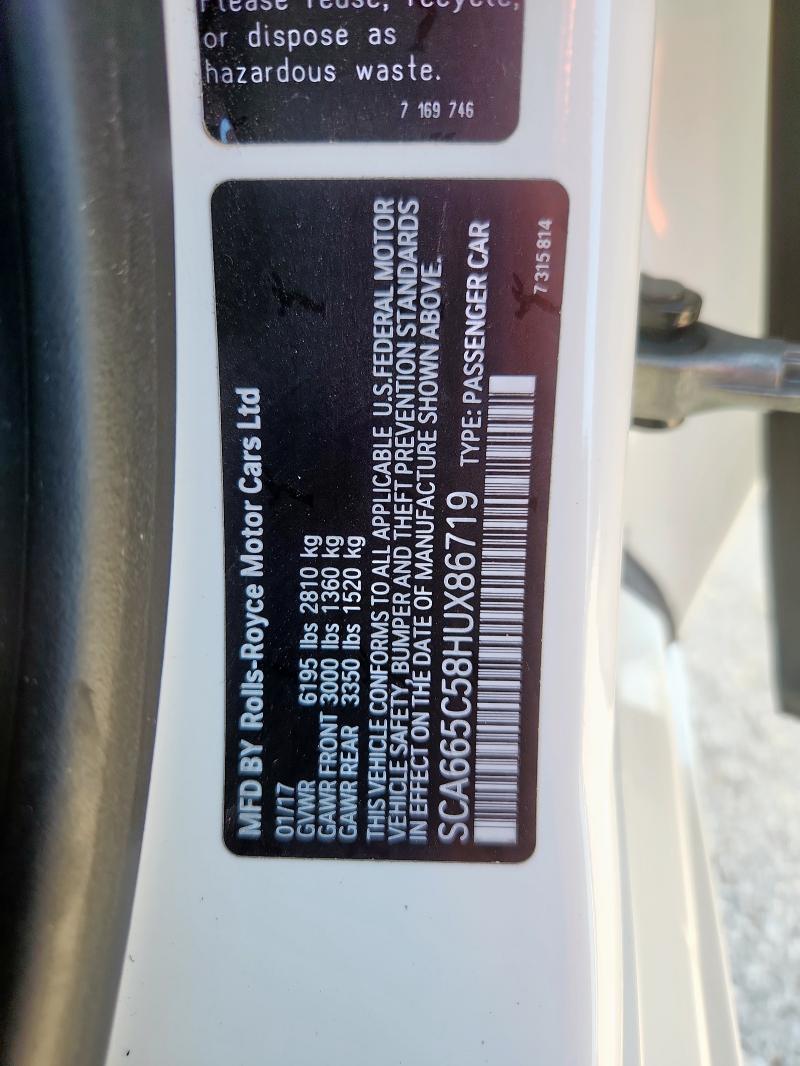 Please reuse, recycle,
or dispose as
hazardous waste.
7 169 746
MFD BY Rolls-Royce Motor Cars Ltd
01/17
GVWR 6195 lbs 2810 kg
GAWR FRONT 3000 lbs 1360 kg
GAWR REAR 3350 lbs 1520 kg
THIS VEHICLE CONFORMS TO ALL APPLICABLE U.S.FEDERAL MOTOR
VEHICLE SAFETY, BUMPER AND THEFT PREVENTION STANDARDS
IN EFFECT ON THE DATE OF MANUFACTURE SHOWN ABOVE.
SCA665C58HUX86719 TYPE: PASSENGER CAR
7 315 814